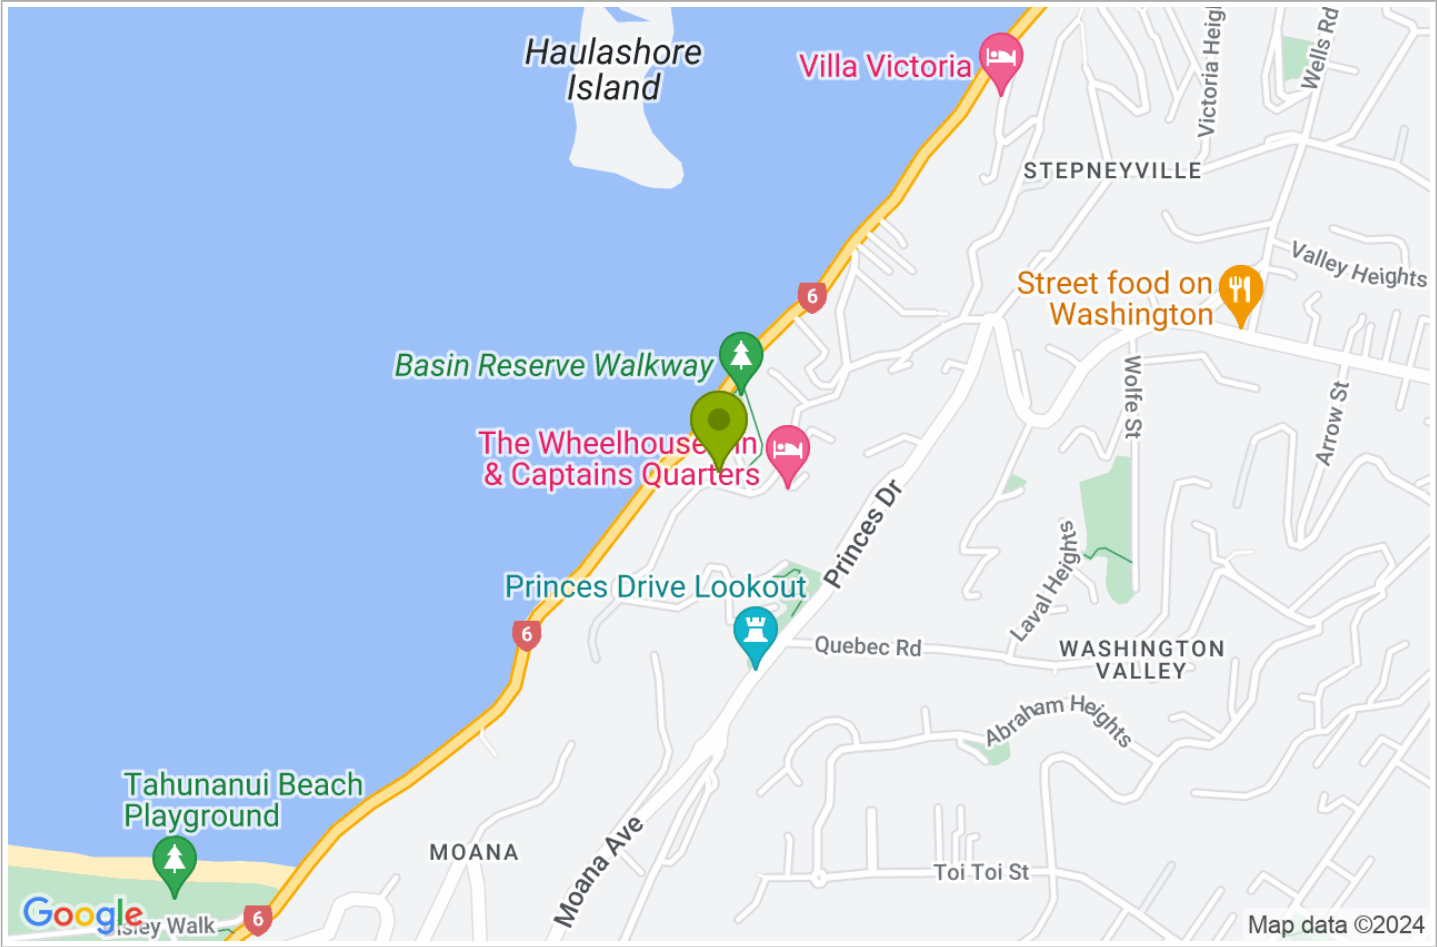 Haulashore
Island
Villa Victoria
Victoria Heig
Wells Rd
STEPNEYVILLE
Valley Heights
Street food on
Washington
6
Basin Reserve Walkway
Wolfe St
Arrow St
The Wheelhouse Inn
& Captains Quarters
Princes Dr
Laval Heights
Princes Drive Lookout
6
Quebec Rd
WASHINGTON
VALLEY
Abraham Heights
Tahunanui Beach
Playground
MOANA
Moana Ave
Toi Toi St
Google
Walk
6
Map data ©2024